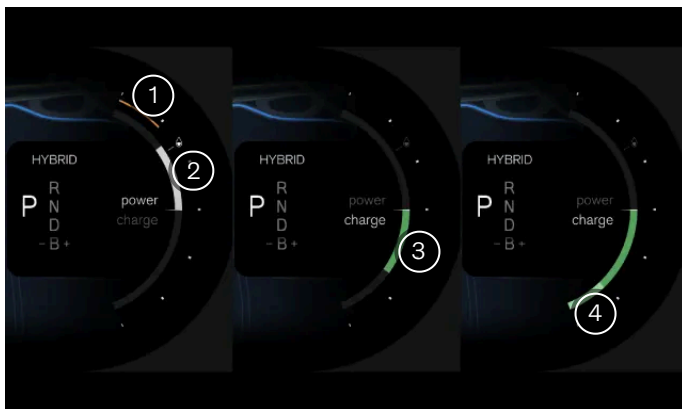 1
2
HYBRID
R
P N
D
- B +
power
charge
HYBRID
R
P N
D
- B +
power
charge
3
HYBRID
R
P N
D
- B +
power
charge
4